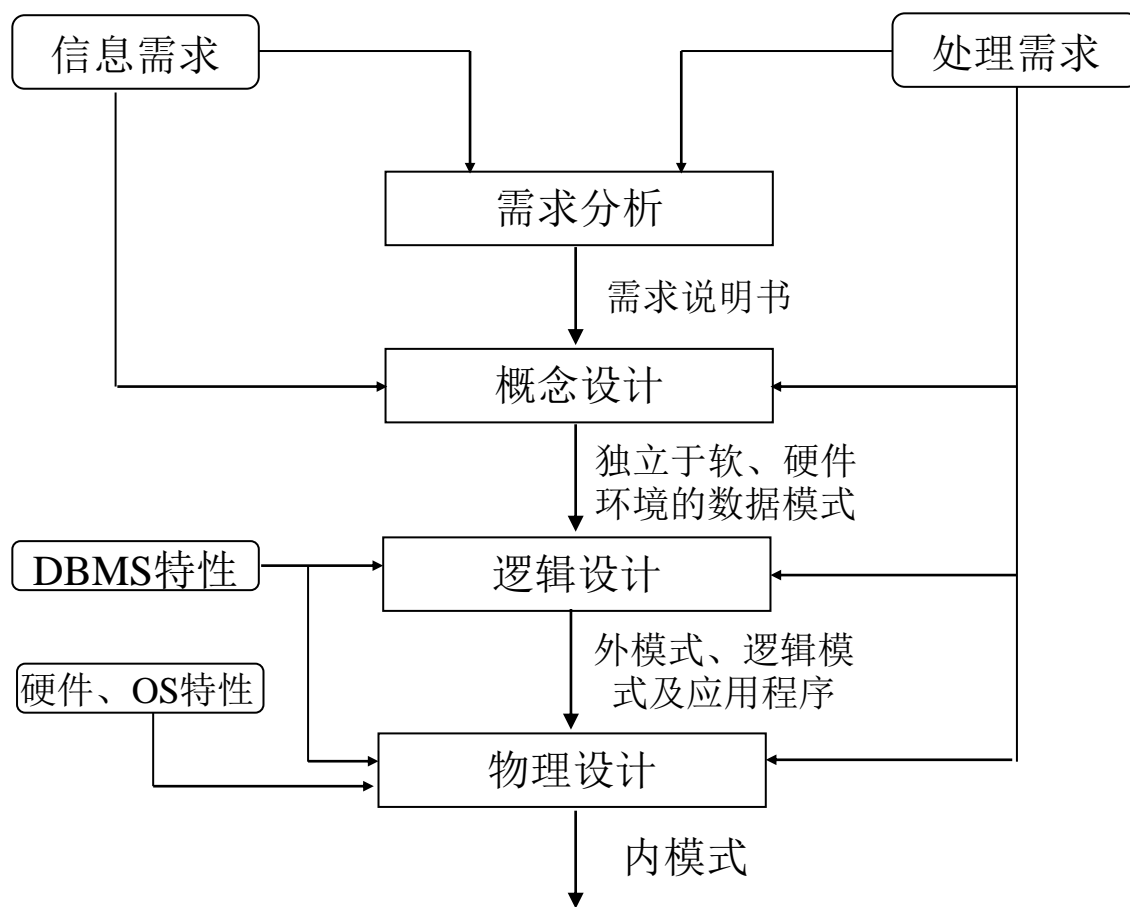 信息需求
处理需求
需求分析
需求说明书
概念设计
独立于软、硬件
环境的数据模式
DBMS特性
逻辑设计
外模式、逻辑模
式及应用程序
硬件、OS特性
物理设计
内模式